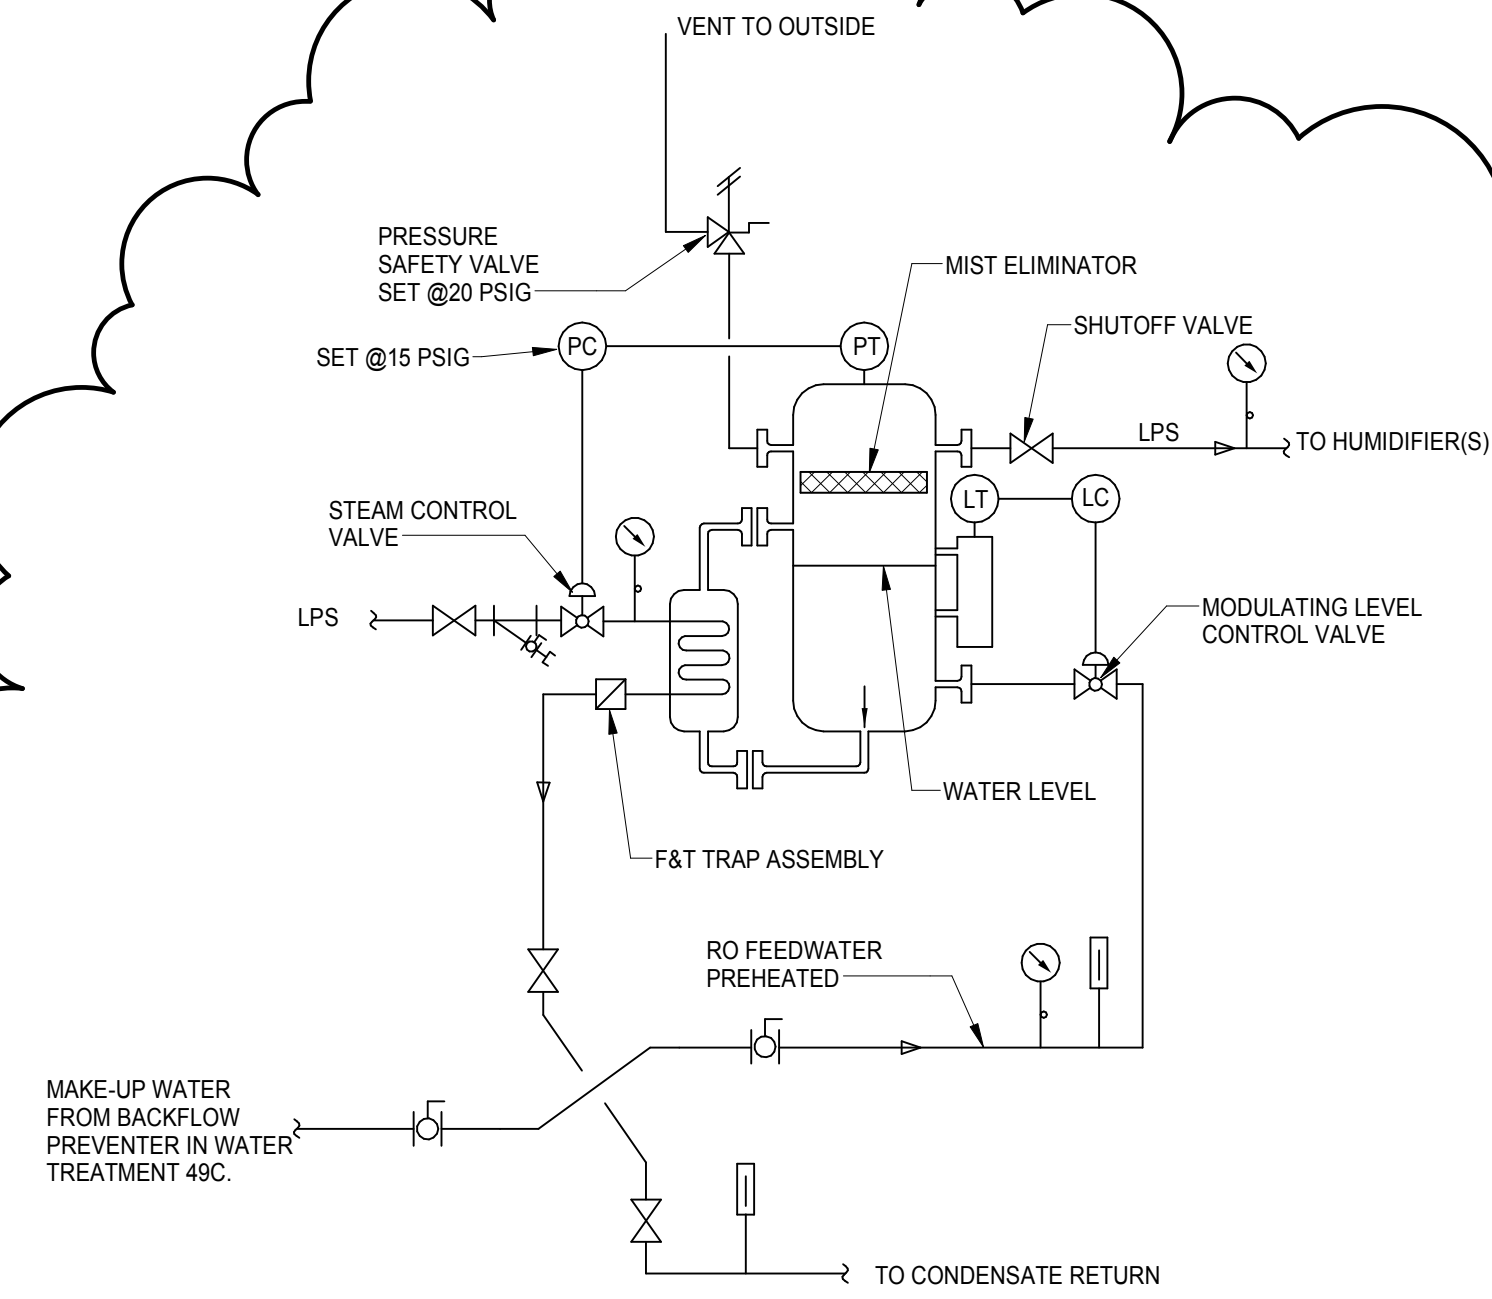 VENT TO OUTSIDE
PRESSURE
SAFETY VALVE
SET @20 PSIG
MIST ELIMINATOR
SHUTOFF VALVE
SET @15 PSIG
PC
PT
LPS
TO HUMIDIFIER(S)
STEAM CONTROL
VALVE
LT
LC
LPS
MODULATING LEVEL
CONTROL VALVE
WATER LEVEL
F&T TRAP ASSEMBLY
RO FEEDWATER
PREHEATED
MAKE-UP WATER
FROM BACKFLOW
PREVENTER IN WATER
TREATMENT 49C.
TO CONDENSATE RETURN